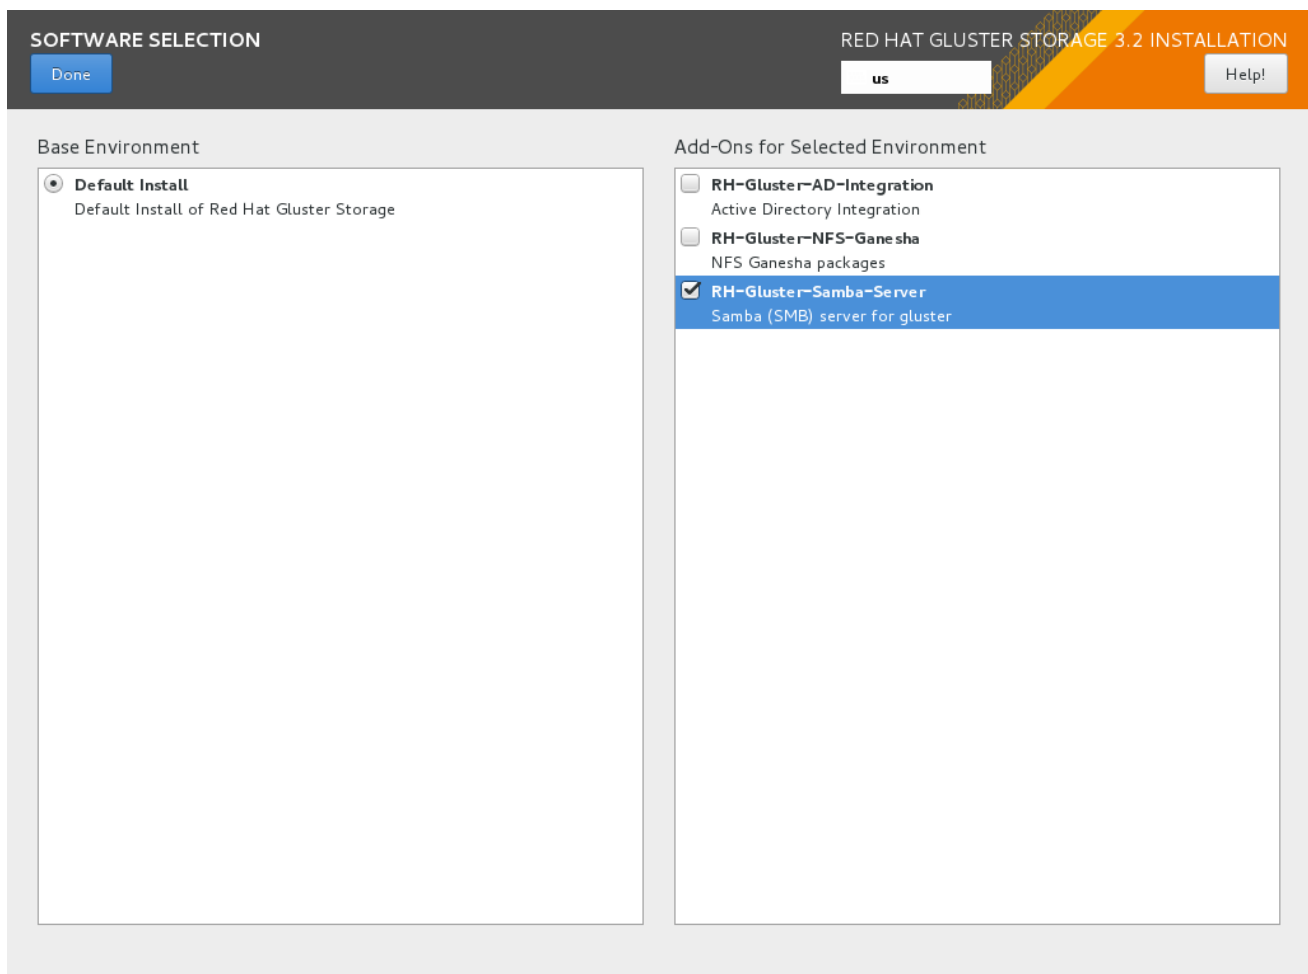 SOFTWARE SELECTION
RED HAT GLUSTER STORAGE 3.2 INSTALLATION
Done
us
Help!
Base Environment
Default Install
Default Install of Red Hat Gluster Storage
Add-Ons for Selected Environment
RH-Gluster-AD-Integration
Active Directory Integration
RH-Gluster-NFS-Ganesha
NFS Ganesha packages
RH-Gluster-Samba-Server
Samba (SMB) server for gluster